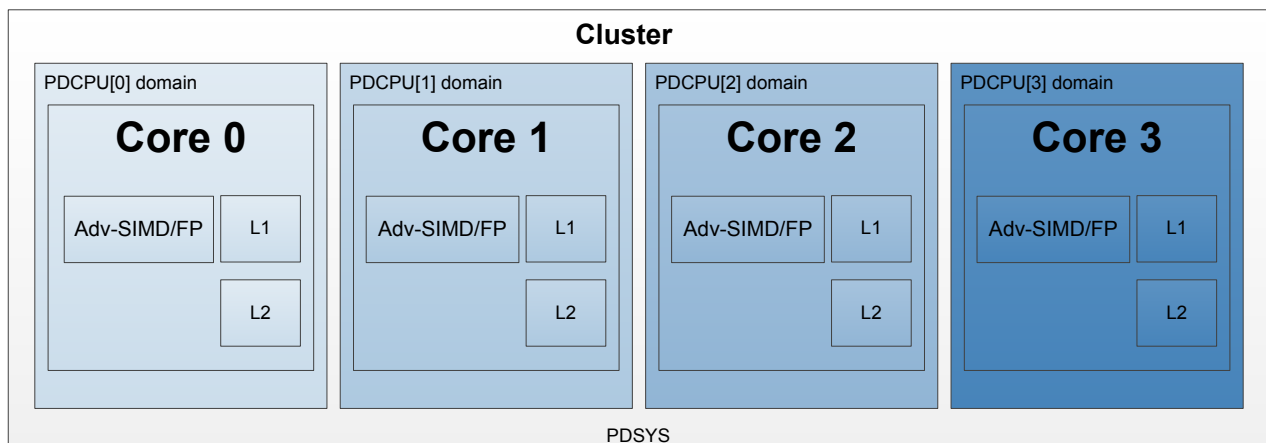 Cluster
PDCPU[0] domain
Core 0
Adv-SIMD/FP
L1
L2
PDCPU[1] domain
Core 1
Adv-SIMD/FP
L1
L2
PDCPU[2] domain
Core 2
Adv-SIMD/FP
L1
L2
PDCPU[3] domain
Core 3
Adv-SIMD/FP
L1
L2
PDSYS